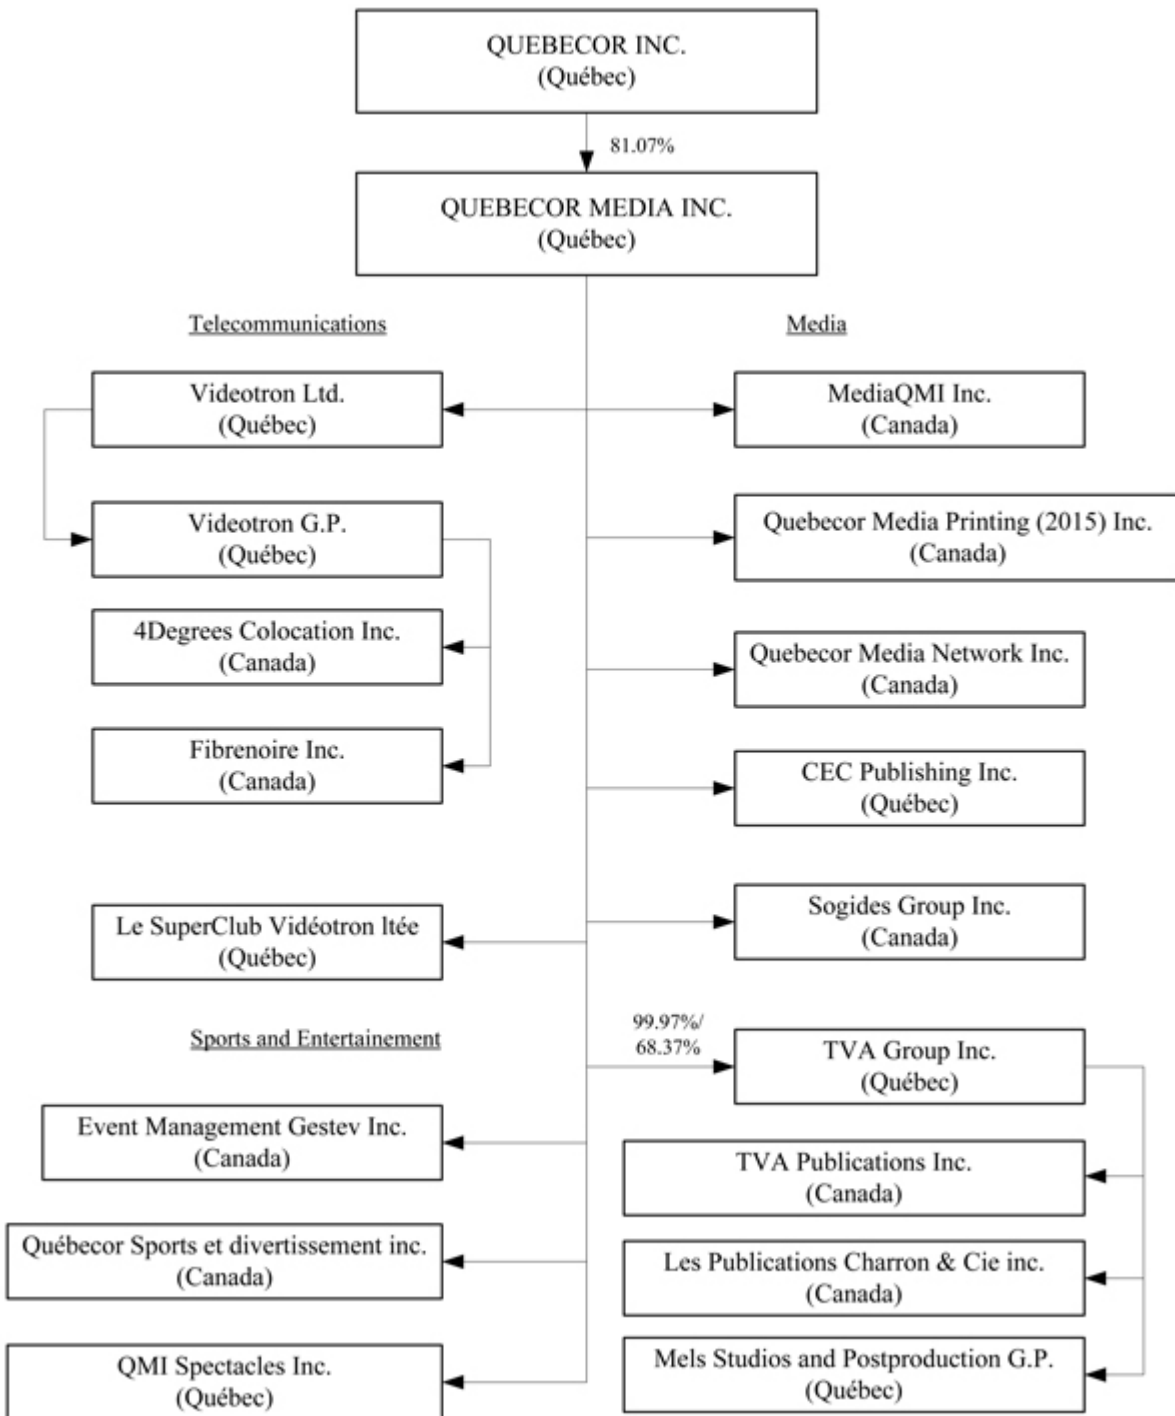 QUEBECOR INC.
(Québec)
81.07%
QUEBECOR MEDIA INC.
(Québec)
Telecommunications
Videotron Ltd.
(Québec)
Videotron G.P.
(Québec)
4Degrees Colocation Inc.
(Canada)
Fibrenoire Inc.
(Canada)
Le SuperClub Vidéotron ltée
(Québec)
Sports and Entertainement
Event Management Gestev Inc.
(Canada)
Québecor Sports et divertissement inc.
(Canada)
QMI Spectacles Inc.
(Québec)
Media
MediaQMI Inc.
(Canada)
Quebecor Media Printing (2015) Inc.
(Canada)
Quebecor Media Network Inc.
(Canada)
CEC Publishing Inc.
(Québec)
Sogides Group Inc.
(Canada)
99.97%/
68.37%
TVA Group Inc.
(Québec)
TVA Publications Inc.
(Canada)
Les Publications Charron & Cie inc.
(Canada)
Mels Studios and Postproduction G.P.
(Québec)